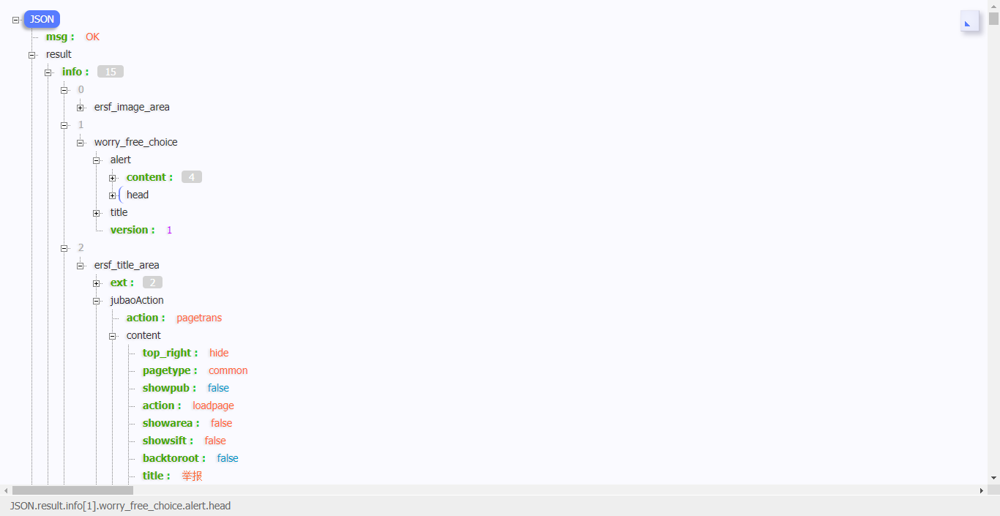 JSON
msg : OK
result
info : 15
0
ersf_image_area
1
worry_free_choice
alert
content : 4
head
title
version : 1
2
ersf_title_area
ext : 2
jubaoAction
action : pagetrans
content
top_right : hide
pagetype : common
showpub : false
action : loadpage
showarea : false
showsift : false
backtoroot : false
title : 举报
JSON.result.info[1].worry_free_choice.alert.head